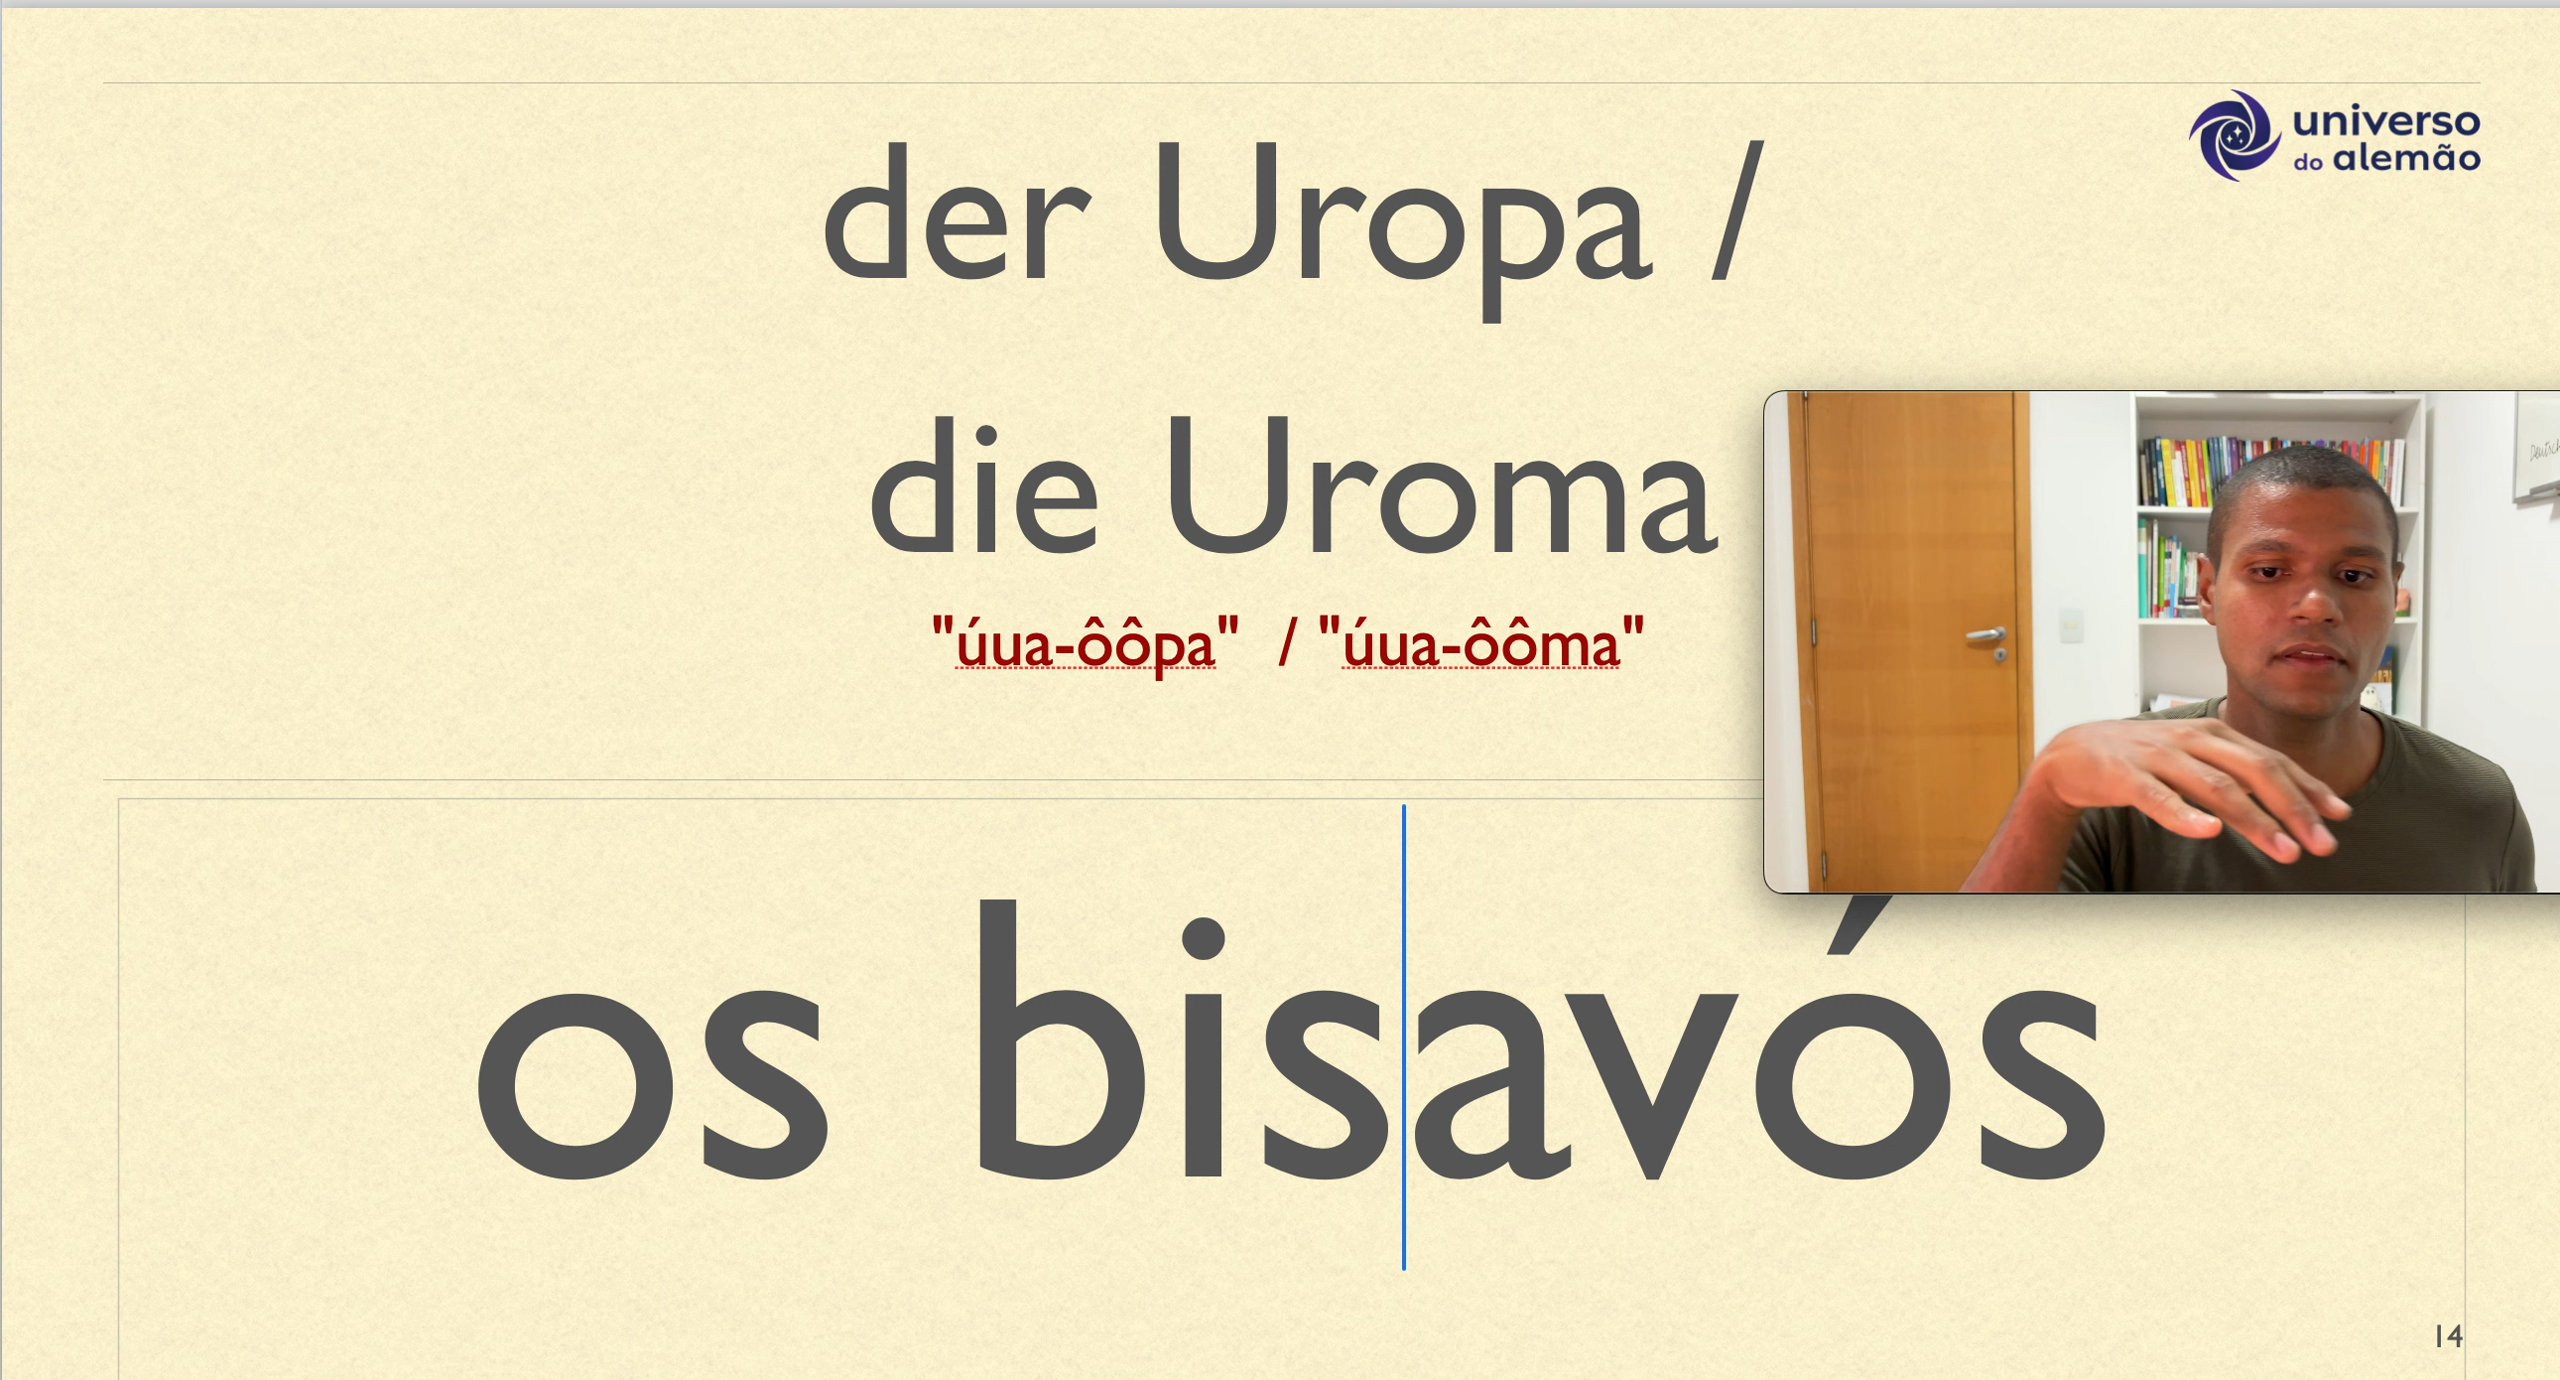 universo
do alemão
der Uropa /
die Uroma
"úua-ôôpa" / "úua-ôôma"
os bisavós
14